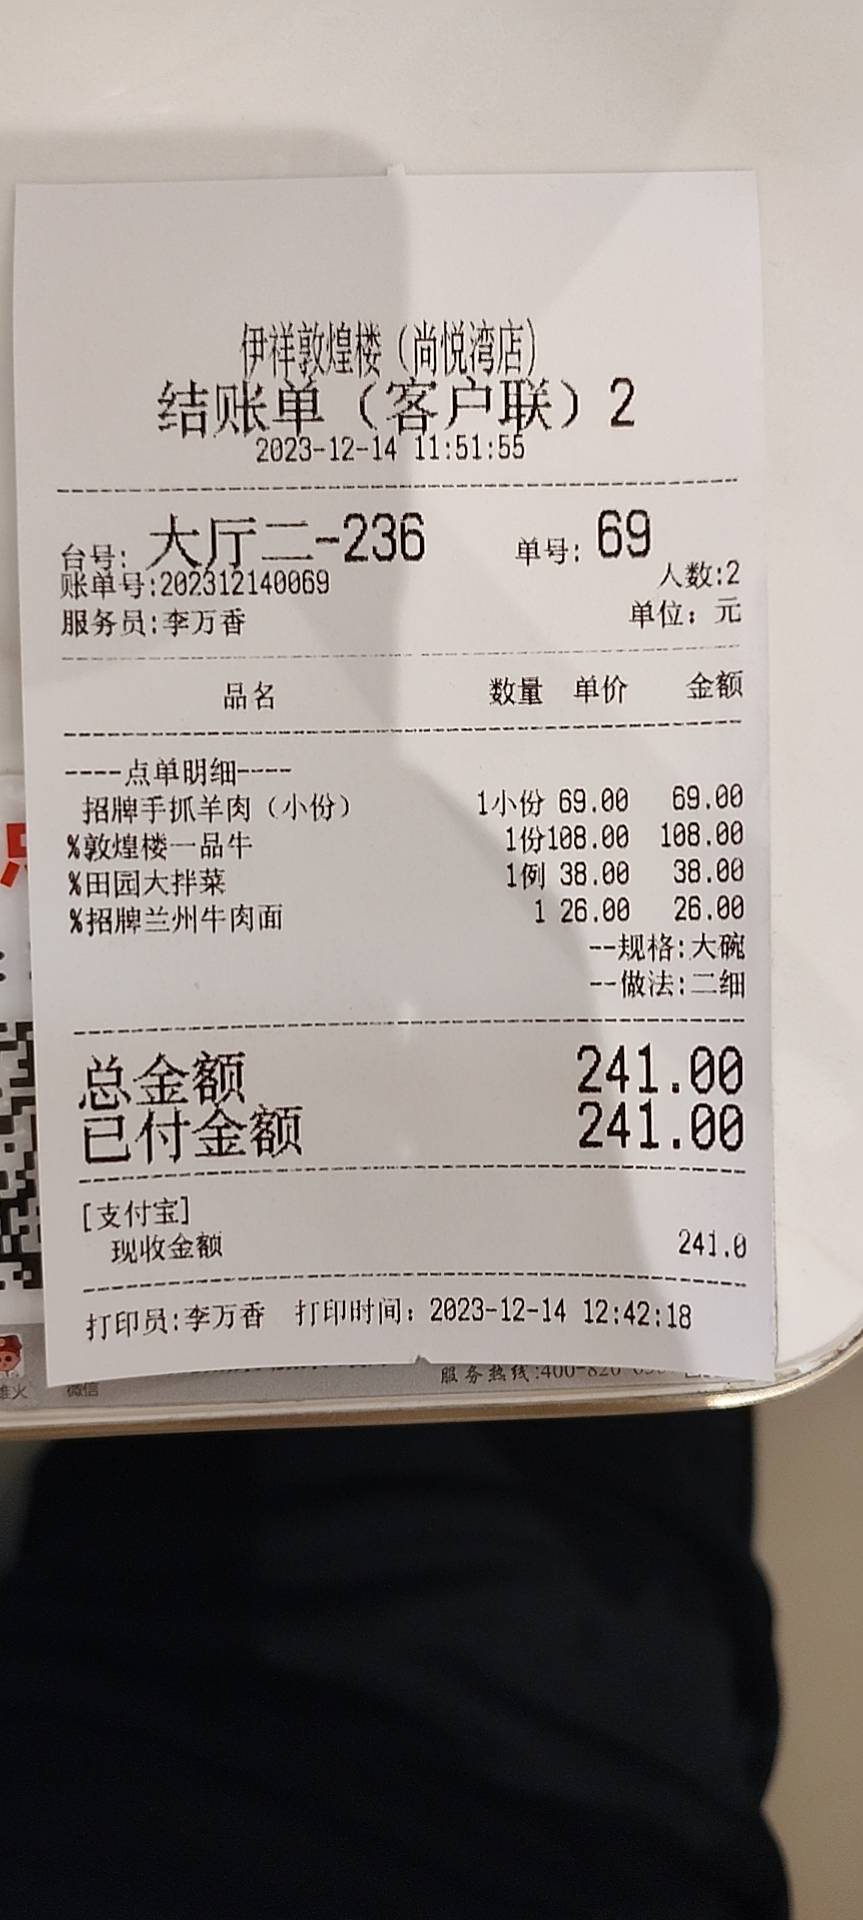 伊祥敦煌楼（尚悦湾店）
结账单（客户联）2
2023-12-14 11:51:55
台号: 大厅二-236 单号: 69
账单号:202312140069 人数:2
服务员:李万香 单位: 元
品名 数量 单价 金额
----点单明细----
招牌手抓羊肉（小份） 1小份 69.00 69.00
%敦煌楼一品牛 1份108.00 108.00
%田园大拌菜 1例 38.00 38.00
%招牌兰州牛肉面 1 26.00 26.00
--规格:大碗
--做法:二细
总金额 241.00
已付金额 241.00
[支付宝]
现收金额 241.0
打印员:李万香 打印时间: 2023-12-14 12:42:18
服务热线:400-820
微信